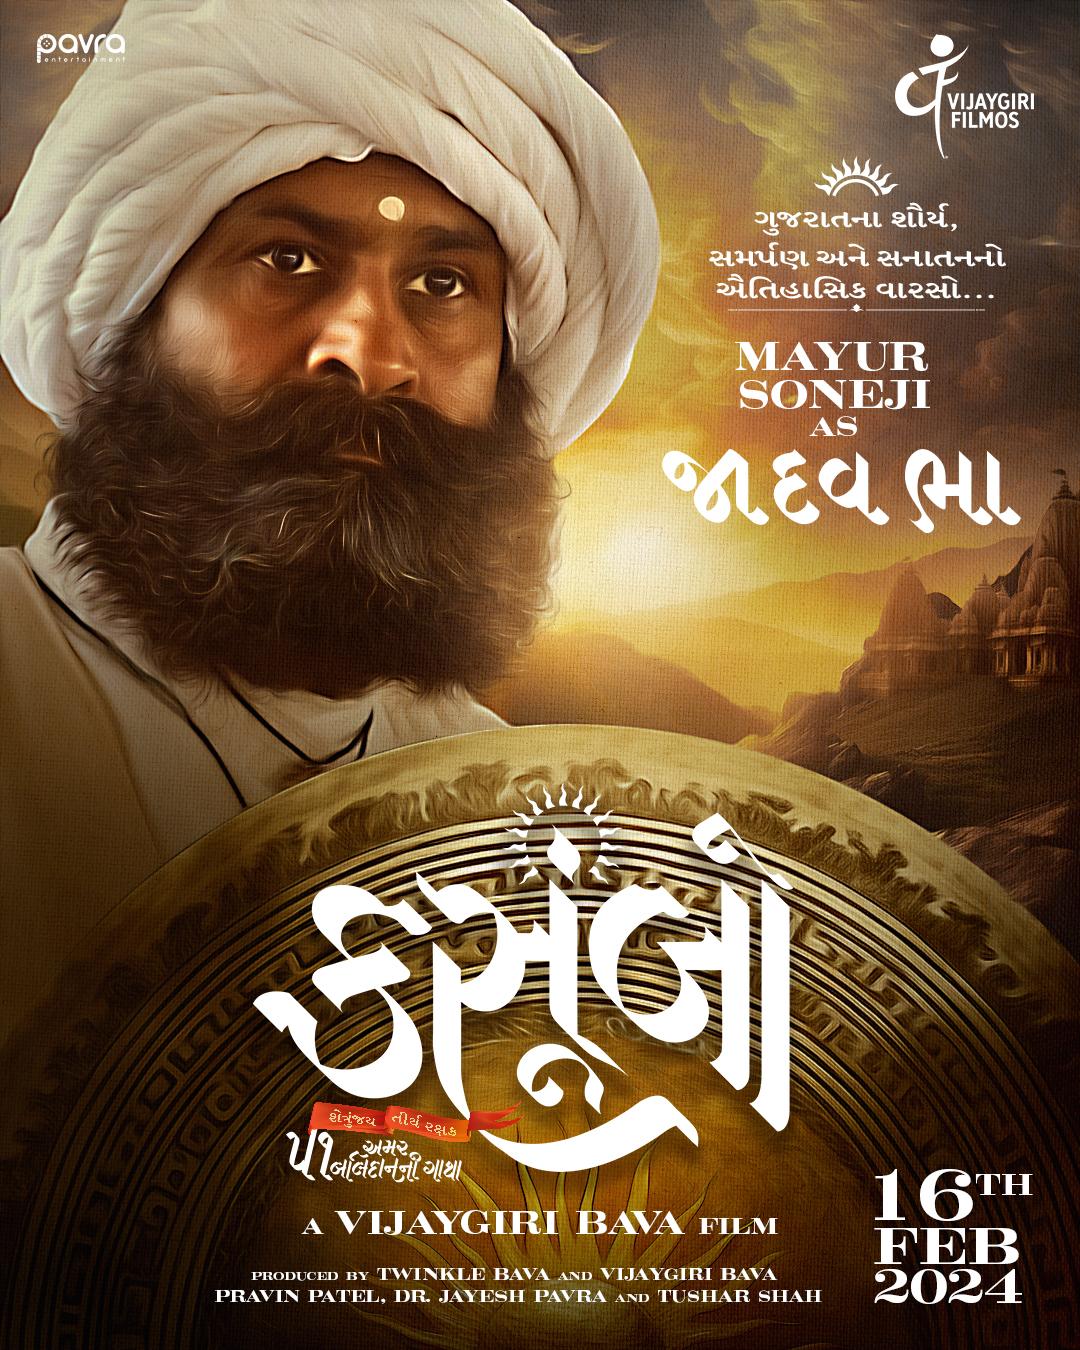 pavra
entertainment
VIJAYGIRI
FILMOS
ગુજરાતના શૌર્ય,
સમર્પણ અને સનાતનનો
ઐતિહાસિક વારસો...
MAYUR
SONEJI
AS
જાદવ ભા
કસૂંબો
શેત્રુંજય તીર્થ રક્ષક
૫૧ અમર
બલિદાનની ગાથા
A VIJAYGIRI BAVA FILM
PRODUCED BY TWINKLE BAVA AND VIJAYGIRI BAVA
PRAVIN PATEL, DR. JAYESH PAVRA AND TUSHAR SHAH
16TH
FEB
2024